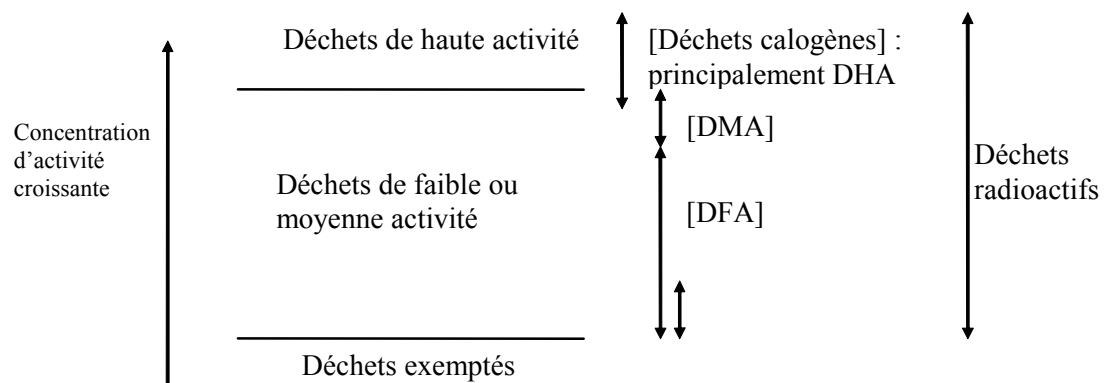 Déchets de haute activité
[Déchets calogènes] :
principalement DHA
[DMA]
Concentration
d’activité
croissante
Déchets
radioactifs
Déchets de faible ou
moyenne activité
[DFA]
Déchets exemptés